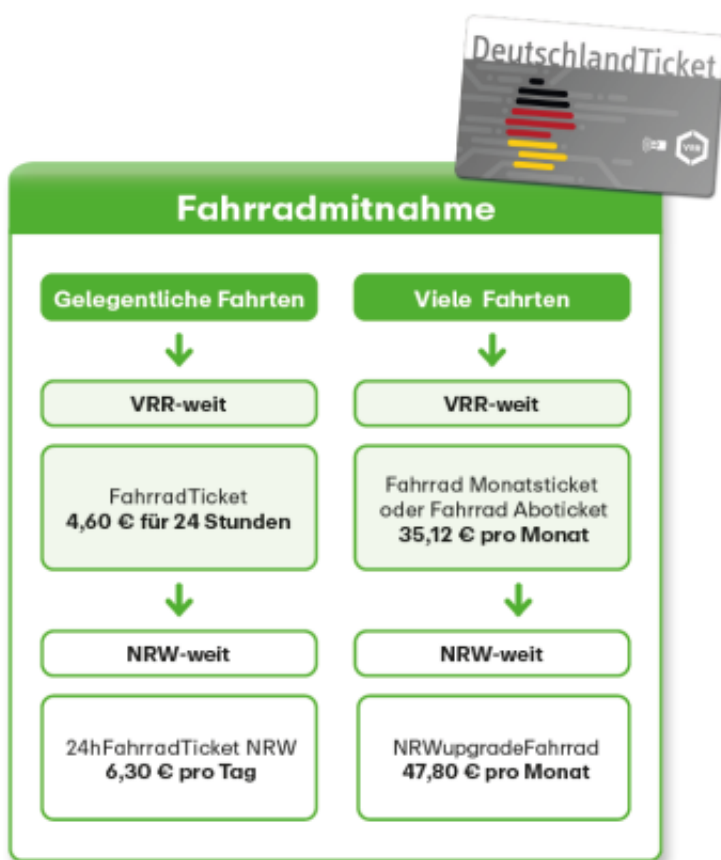 DeutschlandTicket
VRR
Fahrradmitnahme
Gelegentliche Fahrten
VRR-weit
FahrradTicket
4,60 € für 24 Stunden
NRW-weit
24hFahrradTicket NRW
6,30 € pro Tag
Viele Fahrten
VRR-weit
Fahrrad Monatsticket
oder Fahrrad Aboticket
35,12 € pro Monat
NRW-weit
NRWupgradeFahrrad
47,80 € pro Monat